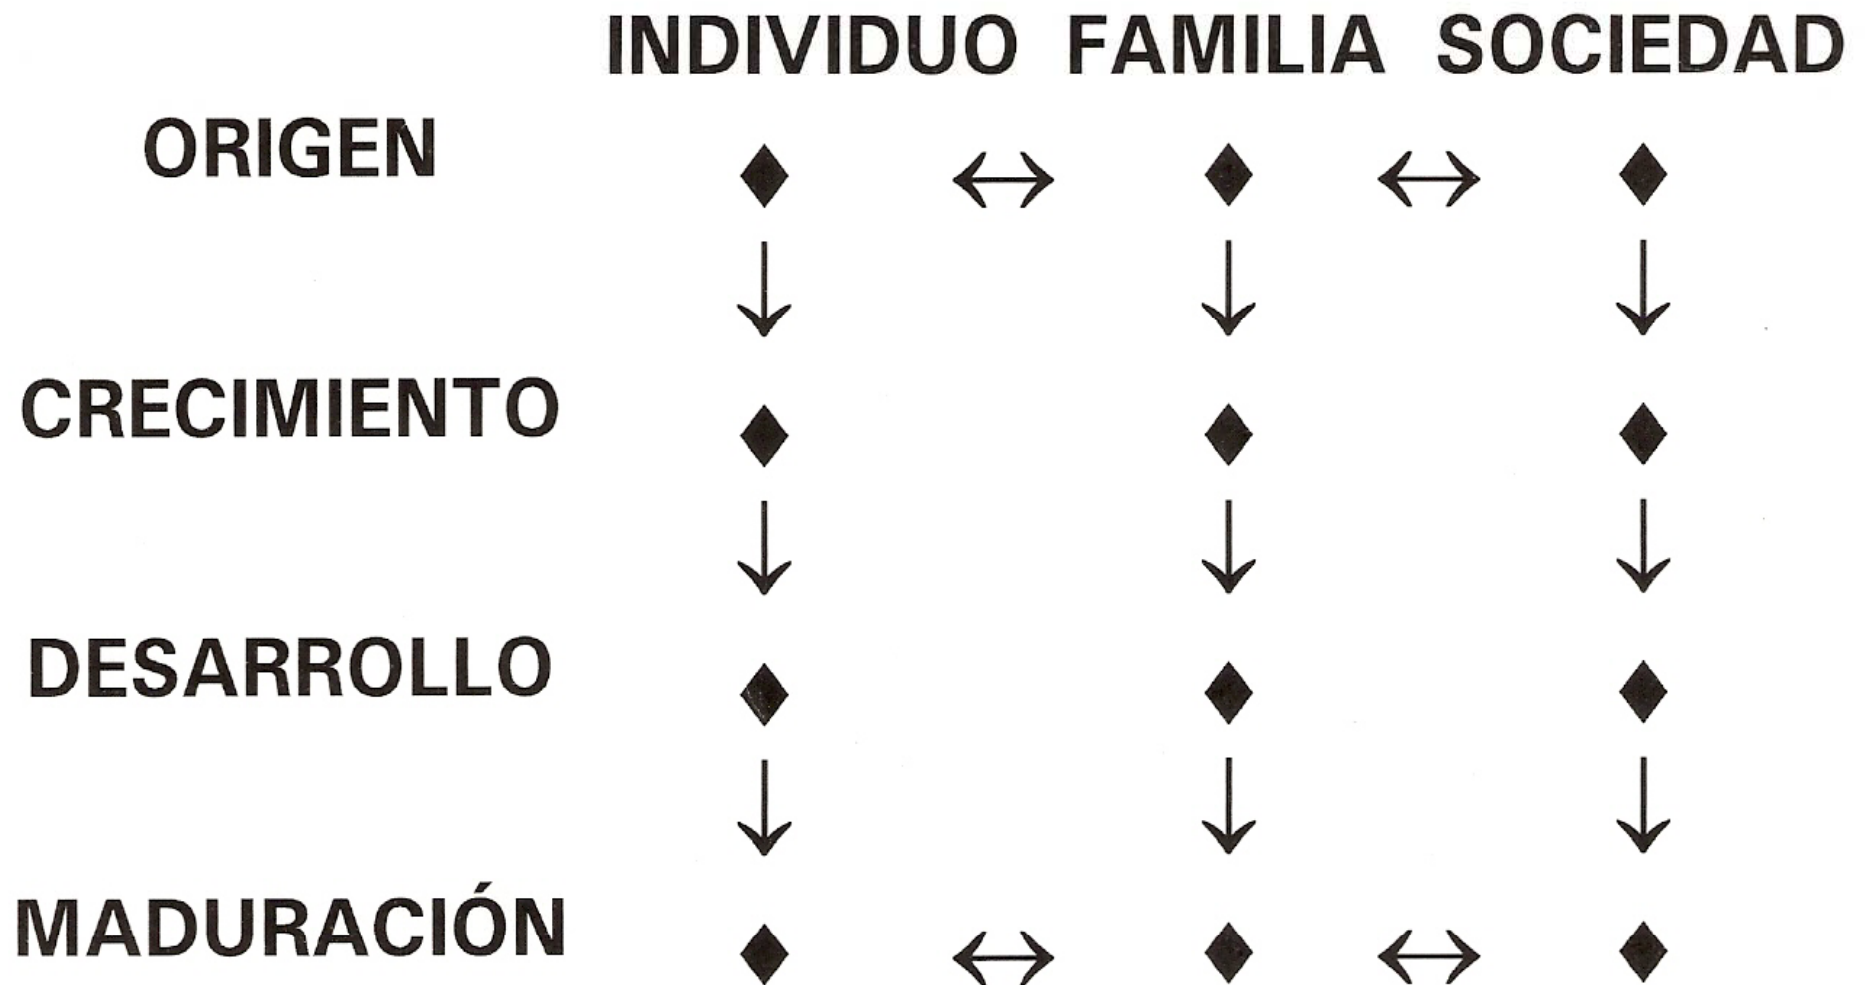 INDIVIDUO FAMILIA SOCIEDAD
ORIGEN
CRECIMIENTO
DESARROLLO
MADURACIÓN